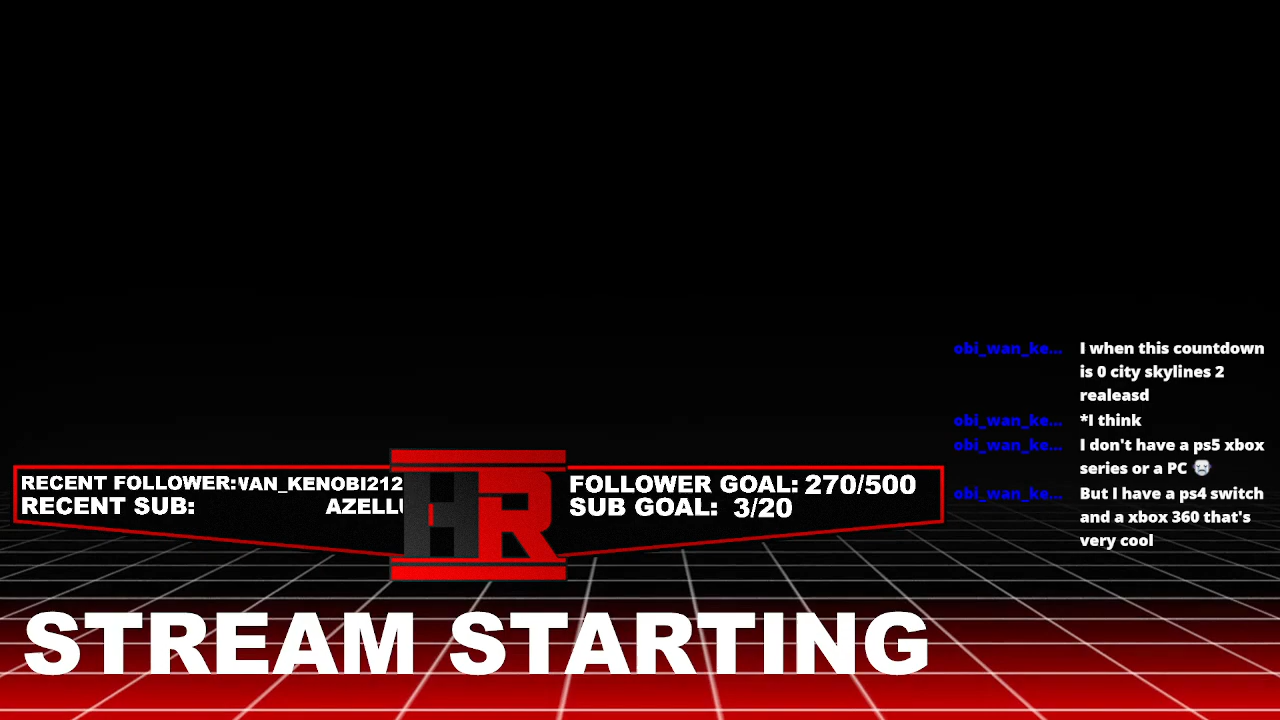 obi_wan_ke... I when this countdown
is 0 city skylines 2
realeasd
obi_wan_ke... *I think
obi_wan_ke... I don't have a ps5 xbox
series or a PC
obi_wan_ke... But I have a ps4 switch
and a xbox 360 that's
very cool
RECENT FOLLOWER: VAN_KENOBI212
RECENT SUB: AZELLU
HR
FOLLOWER GOAL: 270/500
SUB GOAL: 3/20
STREAM STARTING